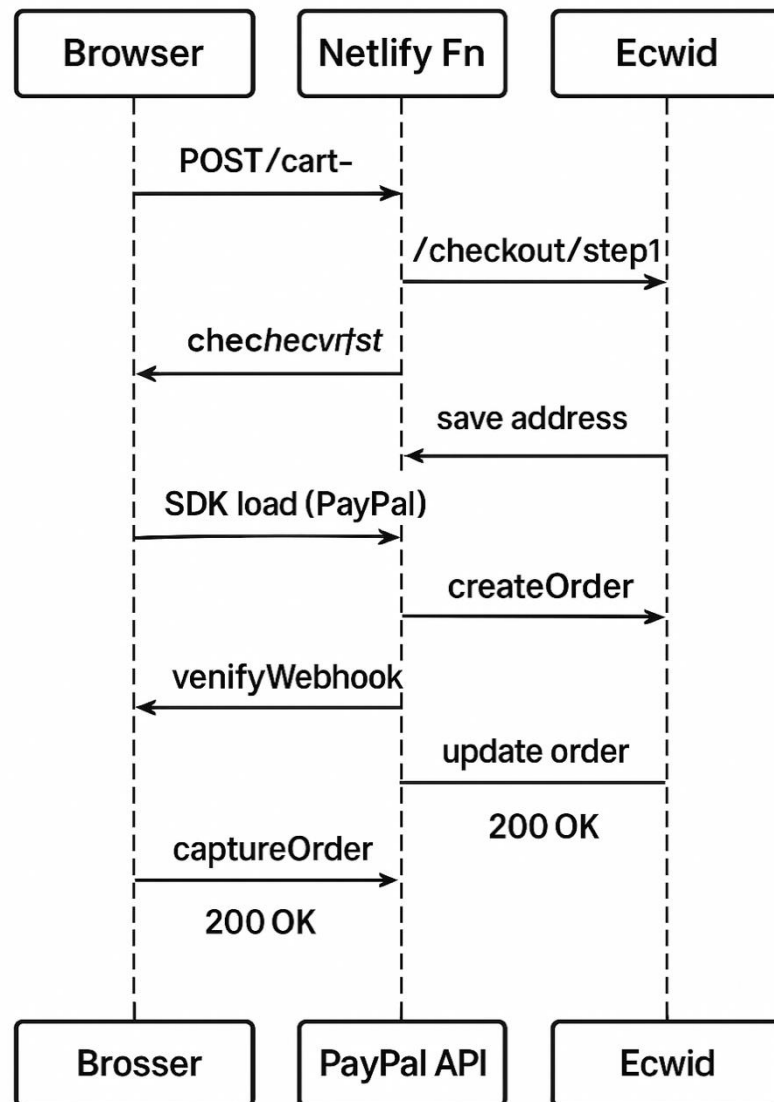 Browser
Netlify Fn
Ecwid
POST/cart-
/checkout/step1
chechecvrfst
save address
SDK load (PayPal)
createOrder
venifyWebhook
update order
200 OK
captureOrder
200 OK
Brosser
PayPal API
Ecwid